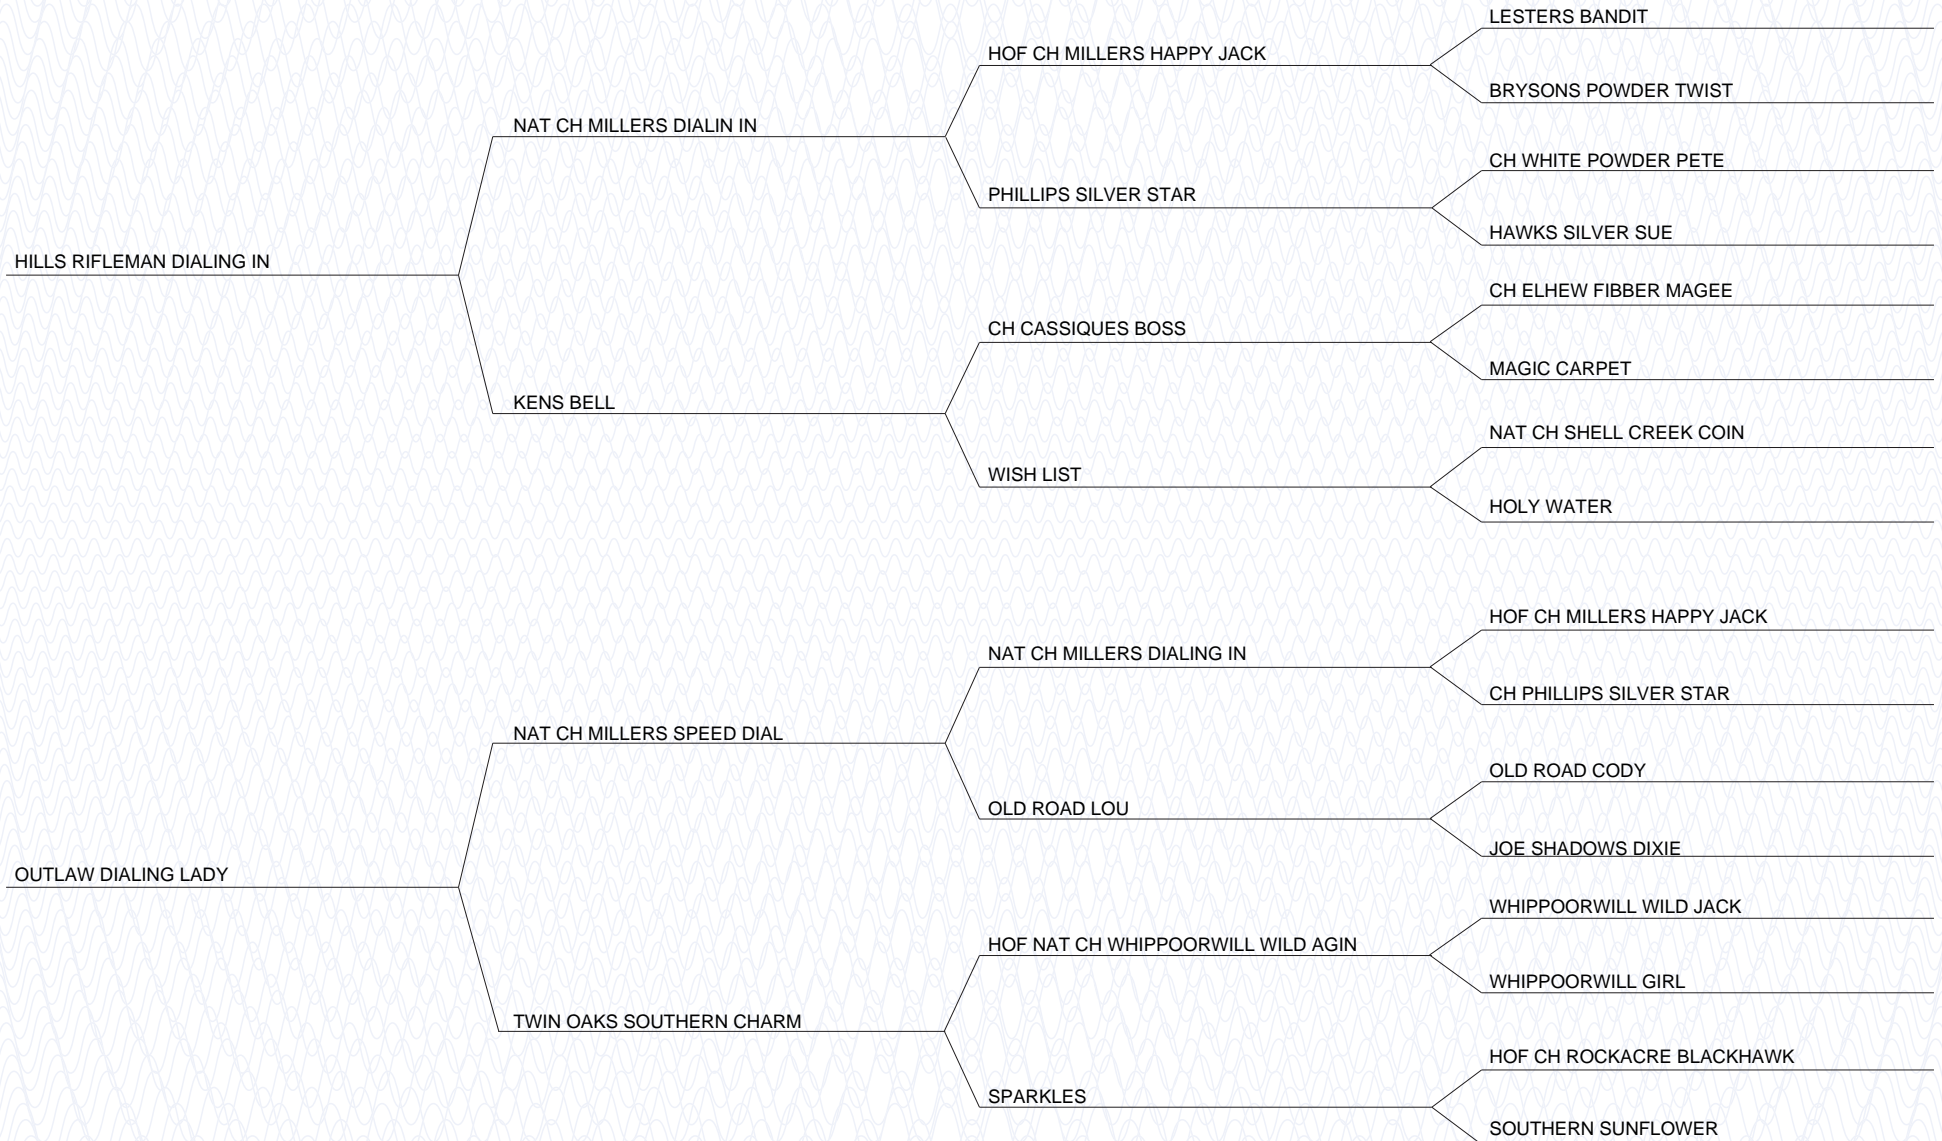 LESTERS BANDIT
HOF CH MILLERS HAPPY JACK
BRYSONS POWDER TWIST
NAT CH MILLERS DIALIN IN
CH WHITE POWDER PETE
PHILLIPS SILVER STAR
HAWKS SILVER SUE
HILLS RIFLEMAN DIALING IN
CH ELHEW FIBBER MAGEE
CH CASSIQUES BOSS
MAGIC CARPET
KENS BELL
NAT CH SHELL CREEK COIN
WISH LIST
HOLY WATER
HOF CH MILLERS HAPPY JACK
NAT CH MILLERS DIALING IN
CH PHILLIPS SILVER STAR
NAT CH MILLERS SPEED DIAL
OLD ROAD CODY
OLD ROAD LOU
JOE SHADOWS DIXIE
OUTLAW DIALING LADY
WHIPPOORWILL WILD JACK
HOF NAT CH WHIPPOORWILL WILD AGIN
WHIPPOORWILL GIRL
TWIN OAKS SOUTHERN CHARM
HOF CH ROCKACRE BLACKHAWK
SPARKLES
SOUTHERN SUNFLOWER